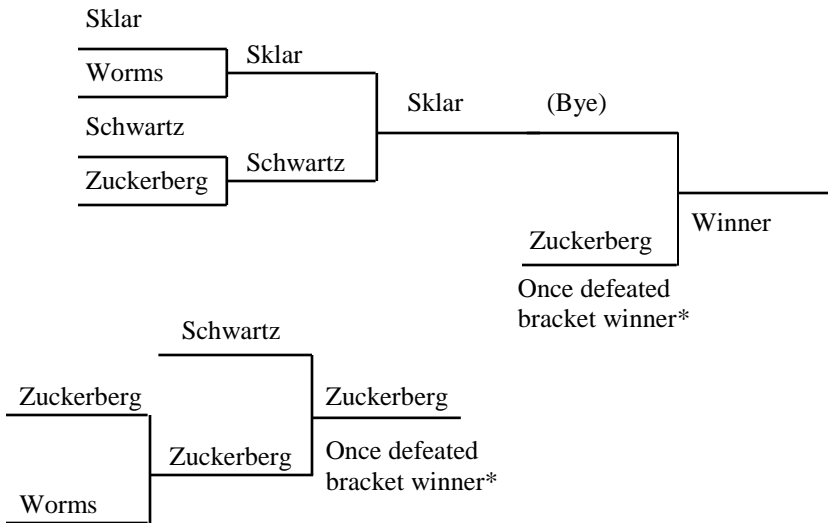 Sklar
Worms
Sklar
Schwartz
Zuckerberg
Schwartz
Sklar
(Bye)
Zuckerberg
Winner
Once defeated
bracket winner*
Schwartz
Zuckerberg
Zuckerberg
Worms
Zuckerberg
Once defeated
bracket winner*